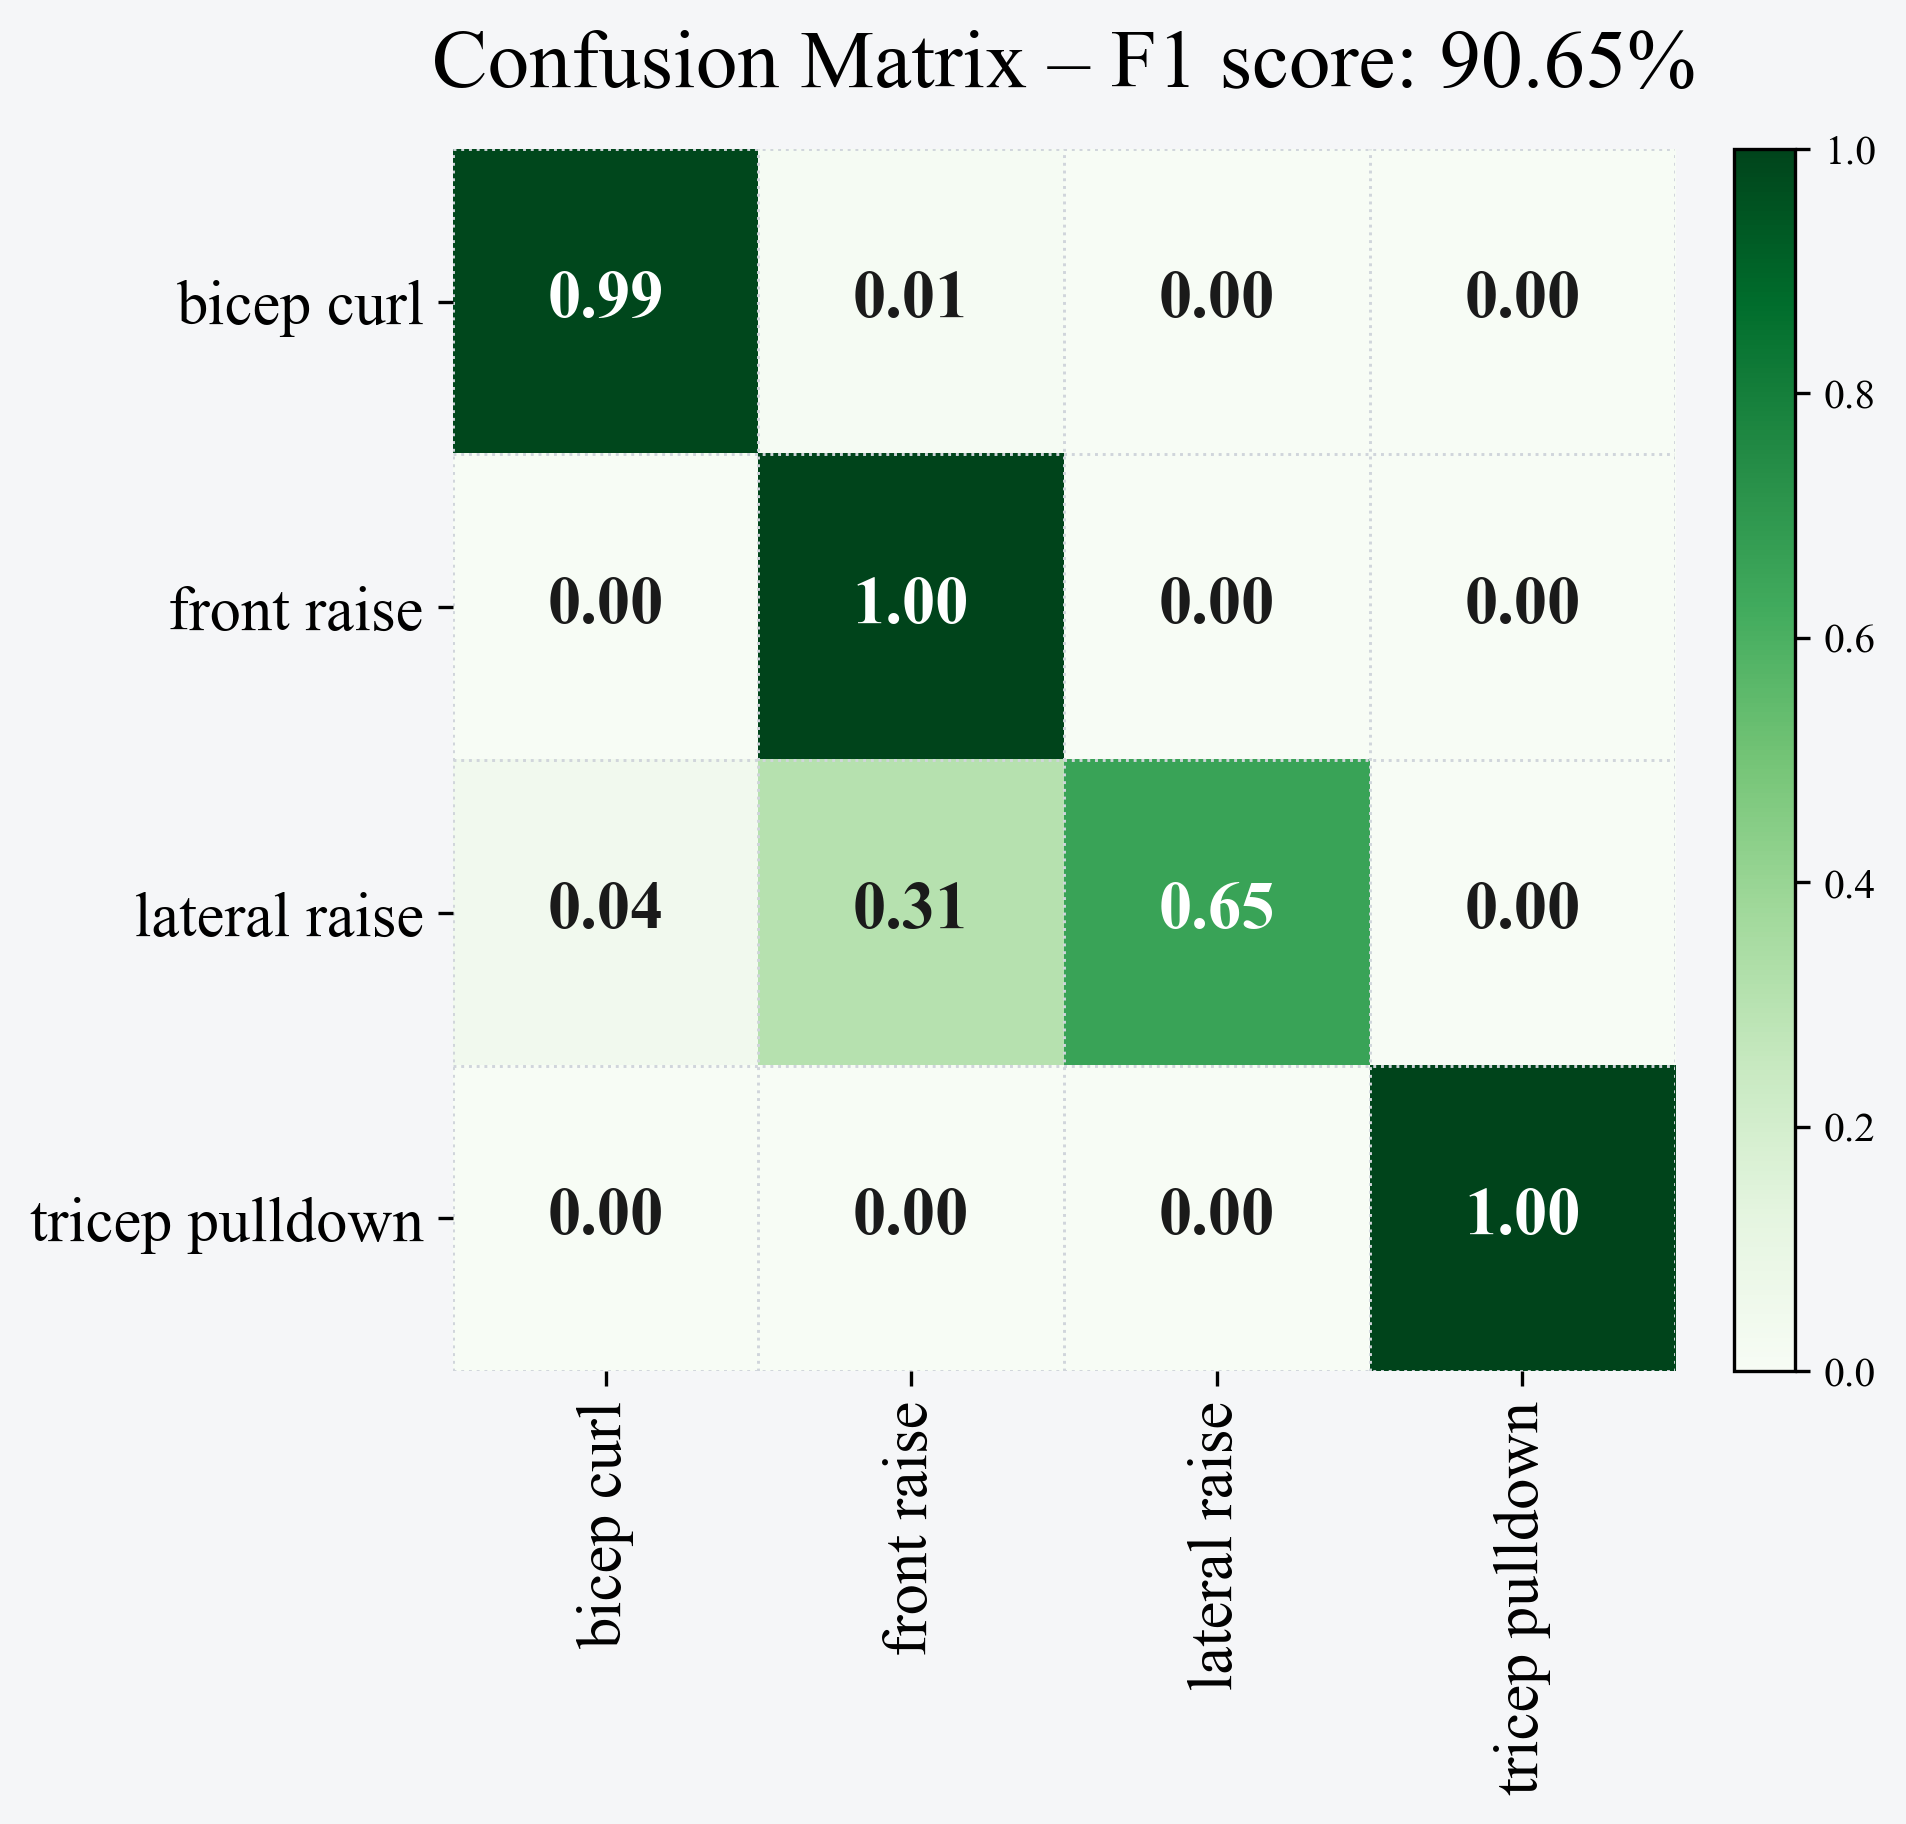 Confusion Matrix – F1 score: 90.65%
bicep curl 0.99 0.01 0.00 0.00
front raise 0.00 1.00 0.00 0.00
lateral raise 0.04 0.31 0.65 0.00
tricep pulldown 0.00 0.00 0.00 1.00
bicep curl
front raise
lateral raise
tricep pulldown
1.0
0.8
0.6
0.4
0.2
0.0